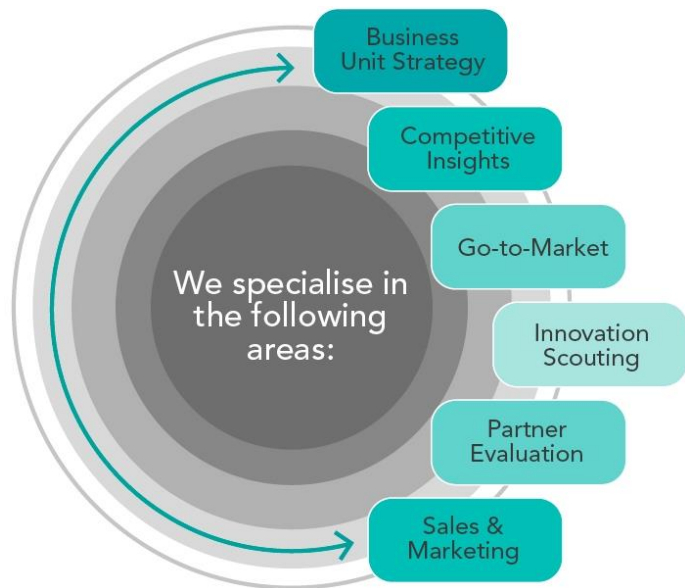 Business
Unit Strategy
Competitive
Insights
We specialise in
the following
areas:
Go-to-Market
Innovation
Scouting
Partner
Evaluation
Sales &
Marketing